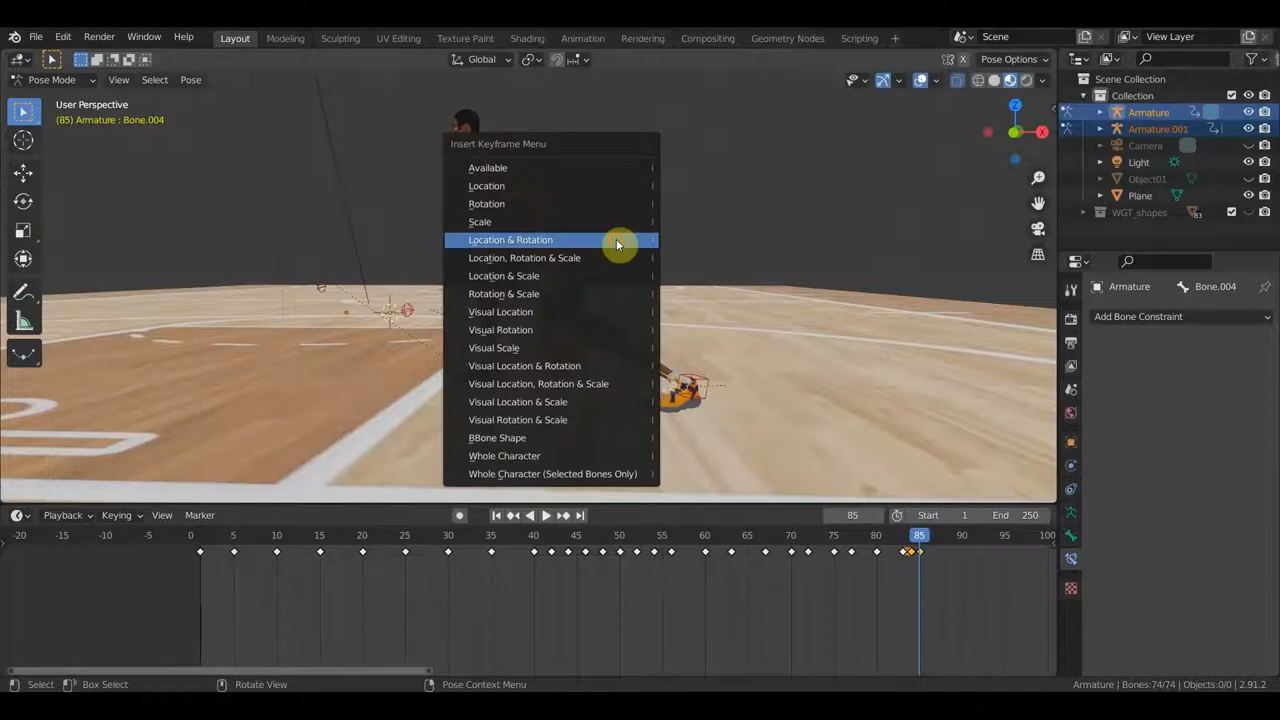 File Edit Render Window Help Layout Modeling Sculpting UV Editing Texture Paint Shading Animation Rendering Compositing Geometry Nodes Scripting + Scene View Layer
Global Pose Options
Pose Mode View Select Pose
Scene Collection
Collection
Armature
Armature.001
Camera
Light
Object01
Plane
WGT_shapes 83
User Perspective
(85) Armature : Bone.004
Z
X
Insert Keyframe Menu
Available
Location
Rotation
Scale
Location & Rotation
Location, Rotation & Scale
Location & Scale
Rotation & Scale
Visual Location
Visual Rotation
Visual Scale
Visual Location & Rotation
Visual Location, Rotation & Scale
Visual Location & Scale
Visual Rotation & Scale
BBone Shape
Whole Character
Whole Character (Selected Bones Only)
Armature Bone.004
Add Bone Constraint
Playback Keying View Marker 85 Start 1 End 250
-20 -15 -10 -5 0 5 10 15 20 25 30 35 40 45 50 55 60 65 70 75 80 85 90 95 100
Select Box Select Rotate View Pose Context Menu Armature | Bones:74/74 | Objects:0/0 | 2.91.2